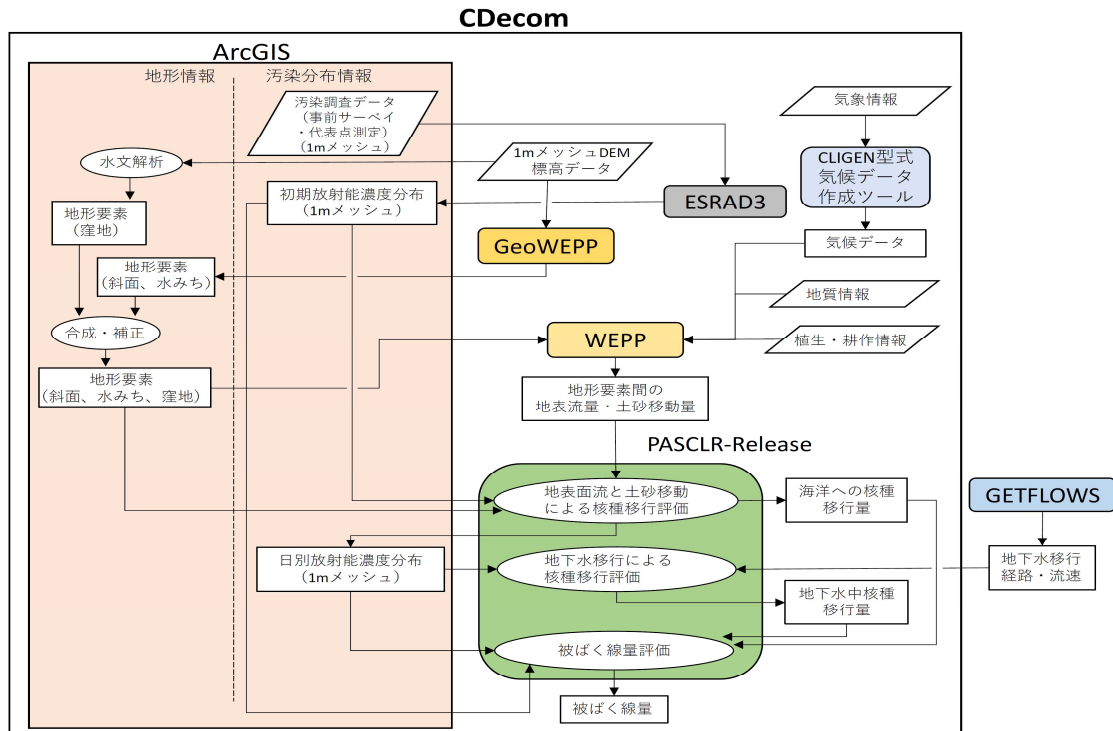 CDecom
ArcGIS
地形情報
汚染分布情報
汚染調査データ
（事前サーベイ
・代表点測定）
（1mメッシュ）
気象情報
水文解析
1mメッシュDEM
標高データ
CLIGEN型式
気候データ
作成ツール
初期放射能濃度分布
（1mメッシュ）
ESRAD3
地形要素
（窪地）
GeoWEPP
気候データ
地形要素
（斜面、水みち）
地質情報
合成・補正
WEPP
植生・耕作情報
地形要素
（斜面、水みち、窪地）
地形要素間の
地表流量・土砂移動量
PASCLR-Release
地表面流と土砂移動
による核種移行評価
海洋への核種
移行量
GETFLOWS
日別放射能濃度分布
（1mメッシュ）
地下水移行による
核種移行評価
地下水移行
経路・流速
地下水中核種
移行量
被ばく線量評価
被ばく線量